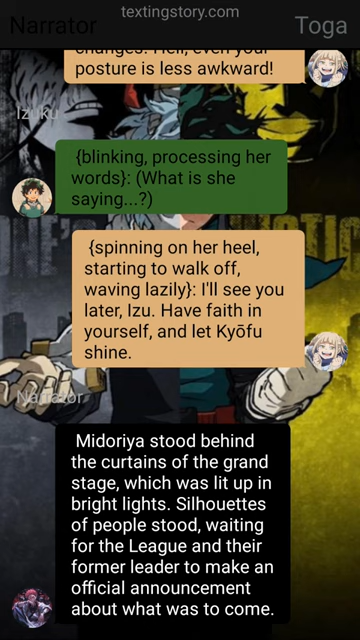 textingstory.com
Narrator
Toga
changes. Hell, even your
posture is less awkward!
Izuku
{blinking, processing her
words}: (What is she
saying...?)
{spinning on her heel,
starting to walk off,
waving lazily}: I'll see you
later, Izu. Have faith in
yourself, and let Kyōfu
shine.
Narrator
Midoriya stood behind
the curtains of the grand
stage, which was lit up in
bright lights. Silhouettes
of people stood, waiting
for the League and their
former leader to make an
official announcement
about what was to come.